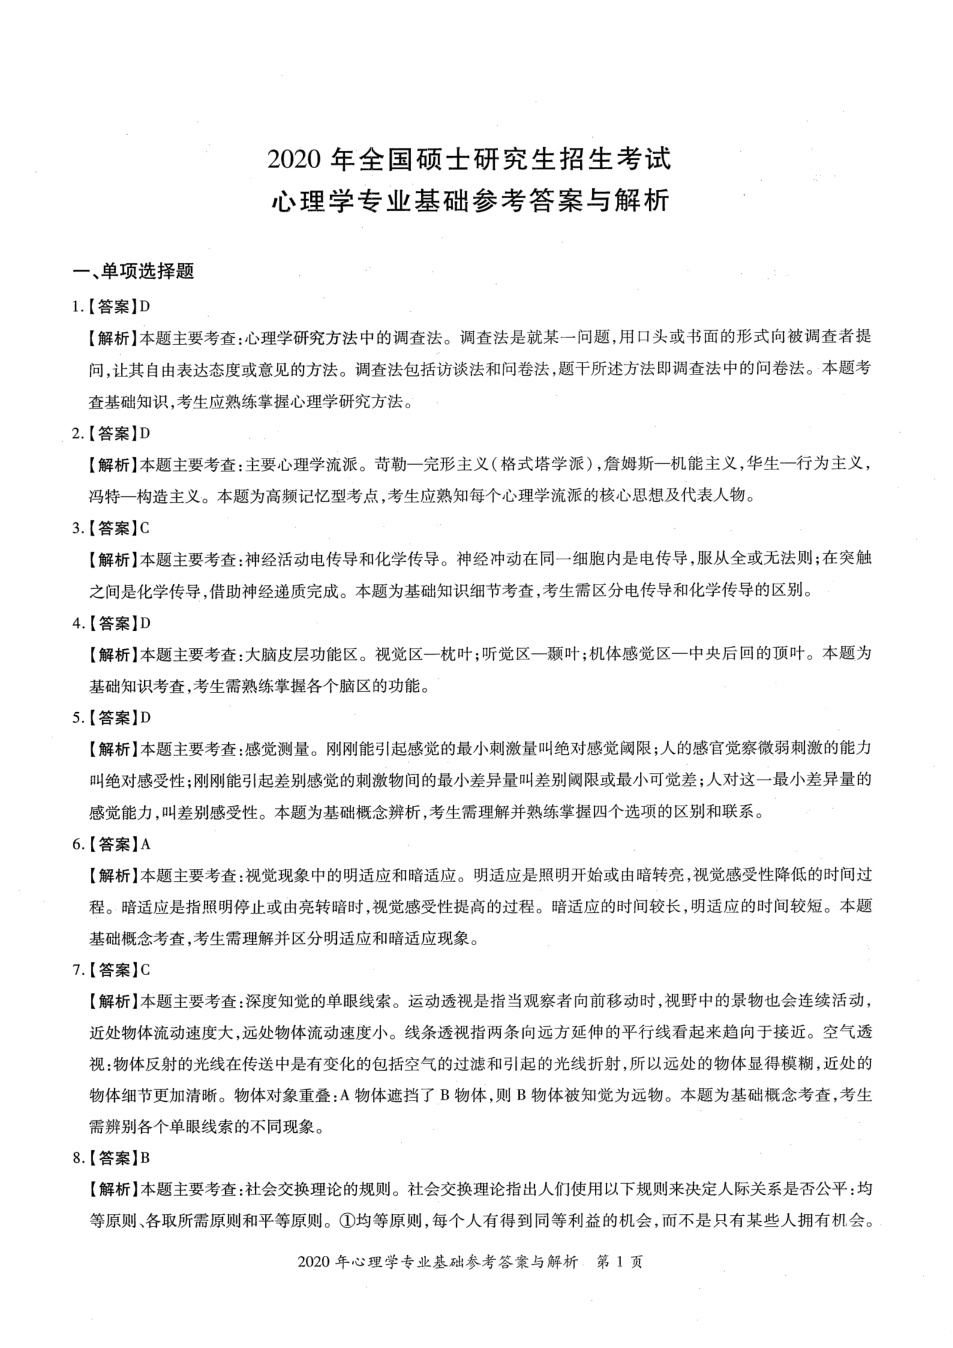 2020 年全国硕士研究生招生考试
心理学专业基础参考答案与解析
一、单项选择题
1.【答案】D
【解析】本题主要考查:心理学研究方法中的调查法。调查法是就某一问题,用口头或书面的形式向被调查者提
问,让其自由表达态度或意见的方法。调查法包括访谈法和问卷法,题干所述方法即调查法中的问卷法。本题考
查基础知识,考生应熟练掌握心理学研究方法。
2.【答案】D
【解析】本题主要考查:主要心理学流派。苛勒—完形主义(格式塔学派),詹姆斯—机能主义,华生—行为主义,
冯特—构造主义。本题为高频记忆型考点,考生应熟知每个心理学流派的核心思想及代表人物。
3.【答案】C
【解析】本题主要考查:神经活动电传导和化学传导。神经冲动在同一细胞内是电传导,服从全或无法则;在突触
之间是化学传导,借助神经递质完成。本题为基础知识细节考查,考生需区分电传导和化学传导的区别。
4.【答案】D
【解析】本题主要考查:大脑皮层功能区。视觉区—枕叶;听觉区—颞叶;机体感觉区—中央后回的顶叶。本题为
基础知识考查,考生需熟练掌握各个脑区的功能。
5.【答案】D
【解析】本题主要考查:感觉测量。刚刚能引起感觉的最小刺激量叫绝对感觉阈限;人的感官觉察微弱刺激的能力
叫绝对感受性;刚刚能引起差别感觉的刺激物间的最小差异量叫差别阈限或最小可觉差;人对这一最小差异量的
感觉能力,叫差别感受性。本题为基础概念辨析,考生需理解并熟练掌握四个选项的区别和联系。
6.【答案】A
【解析】本题主要考查:视觉现象中的明适应和暗适应。明适应是照明开始或由暗转亮,视觉感受性降低的时间过
程。暗适应是指照明停止或由亮转暗时,视觉感受性提高的过程。暗适应的时间较长,明适应的时间较短。本题
基础概念考查,考生需理解并区分明适应和暗适应现象。
7.【答案】C
【解析】本题主要考查:深度知觉的单眼线索。运动透视是指当观察者向前移动时,视野中的景物也会连续活动,
近处物体流动速度大,远处物体流动速度小。线条透视指两条向远方延伸的平行线看起来趋向于接近。空气透
视:物体反射的光线在传送中是有变化的包括空气的过滤和引起的光线折射,所以远处的物体显得模糊,近处的
物体细节更加清晰。物体对象重叠:A 物体遮挡了 B 物体,则 B 物体被知觉为远物。本题为基础概念考查,考生
需辨别各个单眼线索的不同现象。
8.【答案】B
【解析】本题主要考查:社会交换理论的规则。社会交换理论指出人们使用以下规则来决定人际关系是否公平:均
等原则、各取所需原则和平等原则。①均等原则,每个人有得到同等利益的机会,而不是只有某些人拥有机会。
2020 年心理学专业基础参考答案与解析 第 1 页